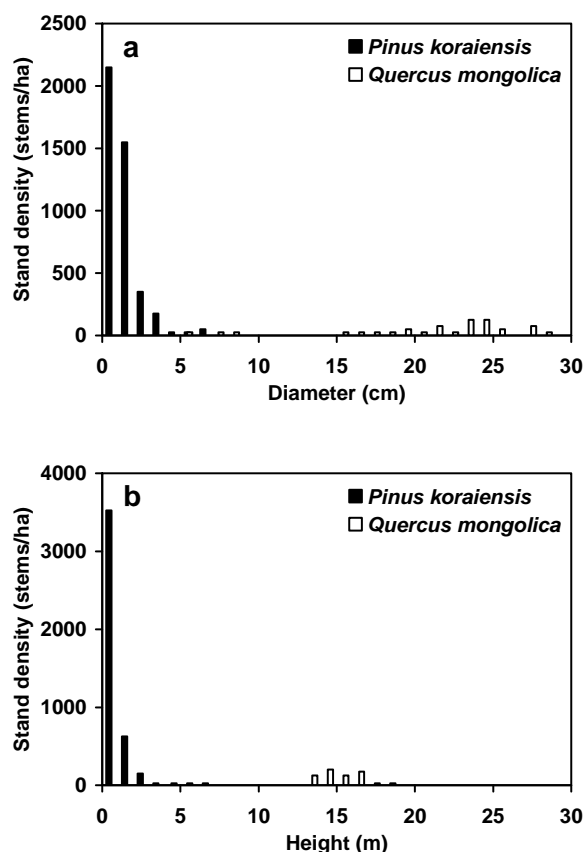 a
Pinus koraiensis
Quercus mongolica
Stand density (stems/ha)
2500
2000
1500
1000
500
0
0 5 10 15 20 25 30
Diameter (cm)
b
Pinus koraiensis
Quercus mongolica
Stand density (stems/ha)
4000
3000
2000
1000
0
0 5 10 15 20 25 30
Height (m)